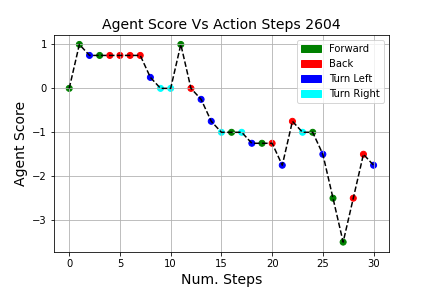 Agent Score Vs Action Steps 2604
Forward
Back
Turn Left
Turn Right
Agent Score
1
0
−1
−2
−3
0 5 10 15 20 25 30
Num. Steps